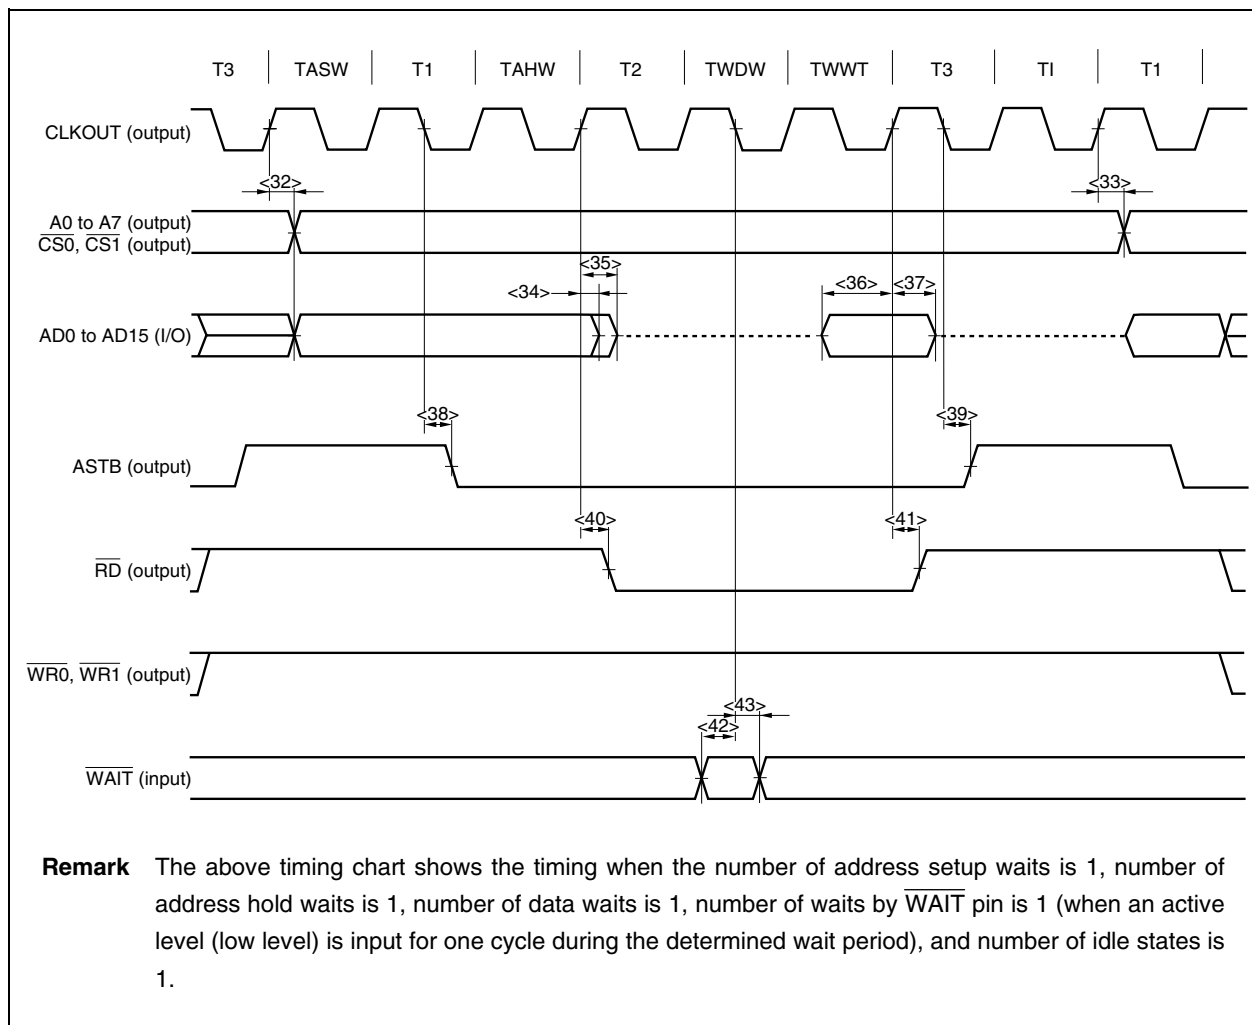 T3 TASW T1 TAHW T2 TWDW TWWT T3 TI T1
CLKOUT (output)
<32> <33>
A0 to A7 (output)
CS0, CS1 (output)
<35>
<34> <36> <37>
AD0 to AD15 (I/O)
<38> <39>
ASTB (output)
<40> <41>
RD (output)
WR0, WR1 (output)
<43>
<42>
WAIT (input)
Remark The above timing chart shows the timing when the number of address setup waits is 1, number of
address hold waits is 1, number of data waits is 1, number of waits by WAIT pin is 1 (when an active
level (low level) is input for one cycle during the determined wait period), and number of idle states is
1.